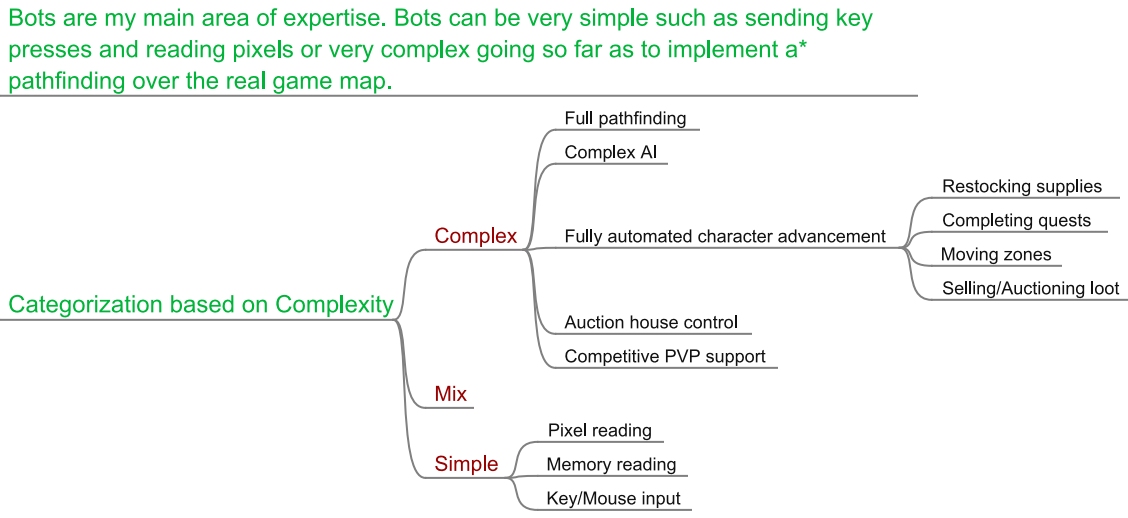 Bots are my main area of expertise. Bots can be very simple such as sending key
presses and reading pixels or very complex going so far as to implement a*
pathfinding over the real game map.
Categorization based on Complexity
Complex
Full pathfinding
Complex AI
Fully automated character advancement
Restocking supplies
Completing quests
Moving zones
Selling/Auctioning loot
Auction house control
Competitive PVP support
Mix
Simple
Pixel reading
Memory reading
Key/Mouse input